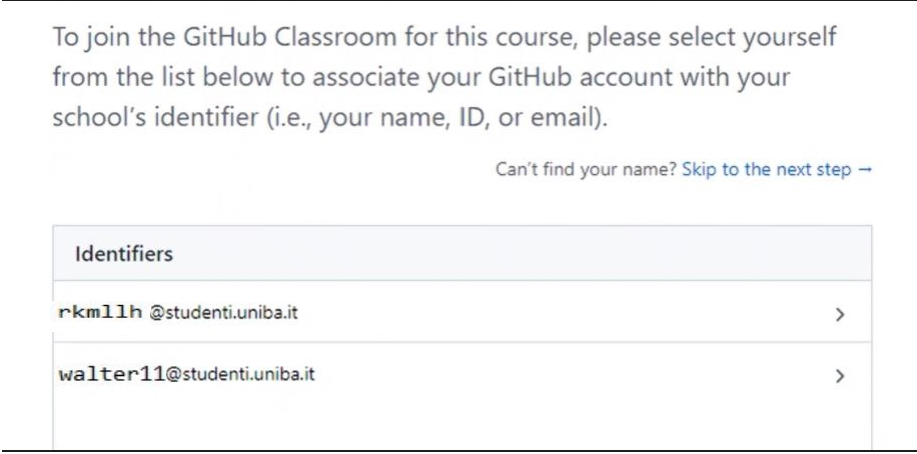 To join the GitHub Classroom for this course, please select yourself
from the list below to associate your GitHub account with your
school's identifier (i.e., your name, ID, or email).
Can't find your name? Skip to the next step →
Identifiers
rkmllh @studenti.uniba.it
walter11@studenti.uniba.it